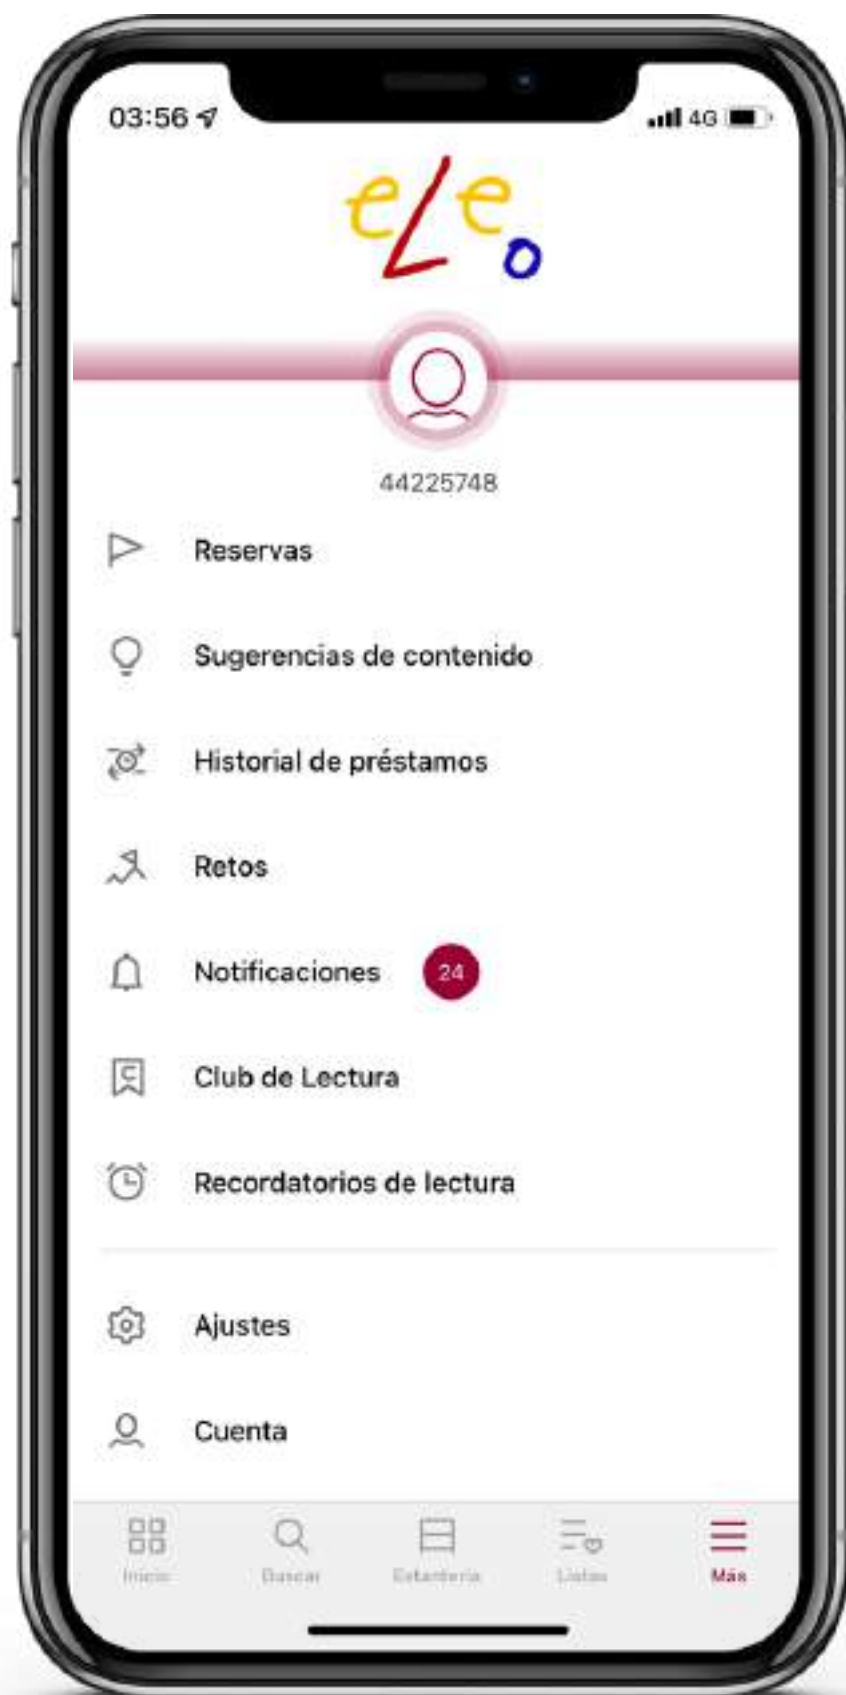 03:56
4G
eLeo
44225748
Reservas
Sugerencias de contenido
Historial de préstamos
Retos
Notificaciones 24
Club de Lectura
Recordatorios de lectura
Ajustes
Cuenta
Inicio Buscar Estantería Listas Más